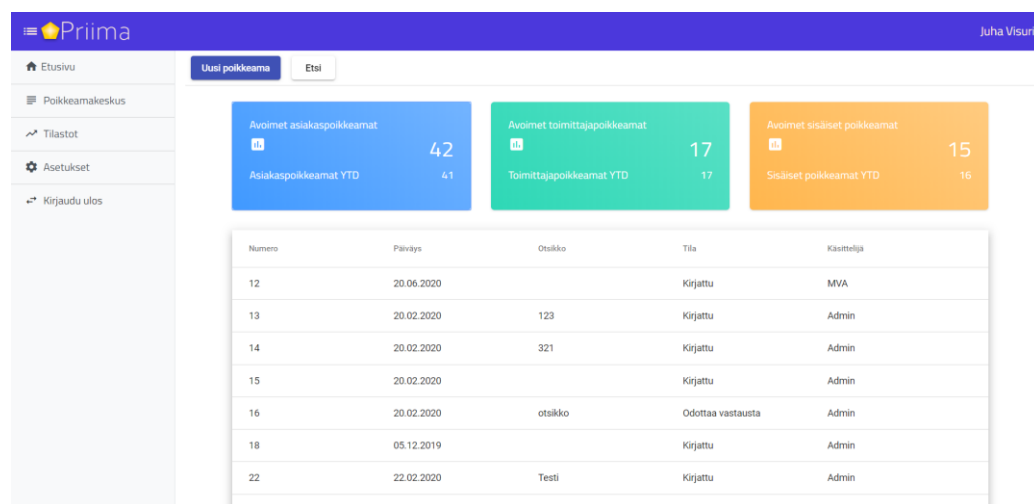 Priima
Juha Visuri
Etusivu
Poikkeamakeskus
Tilastot
Asetukset
Kirjaudu ulos
Uusi poikkeama Etsi
Avoimet asiakaspoikkeamat
42
Asiakaspoikkeamat YTD 41
Avoimet toimittajapoikkeamat
17
Toimittajapoikkeamat YTD 17
Avoimet sisäiset poikkeamat
15
Sisäiset poikkeamat YTD 16
Numero Päiväys Otsikko Tila Käsittelijä
12 20.06.2020 Kirjattu MVA
13 20.02.2020 123 Kirjattu Admin
14 20.02.2020 321 Kirjattu Admin
15 20.02.2020 Kirjattu Admin
16 20.02.2020 otsikko Odottaa vastausta Admin
18 05.12.2019 Kirjattu Admin
22 22.02.2020 Testi Kirjattu Admin